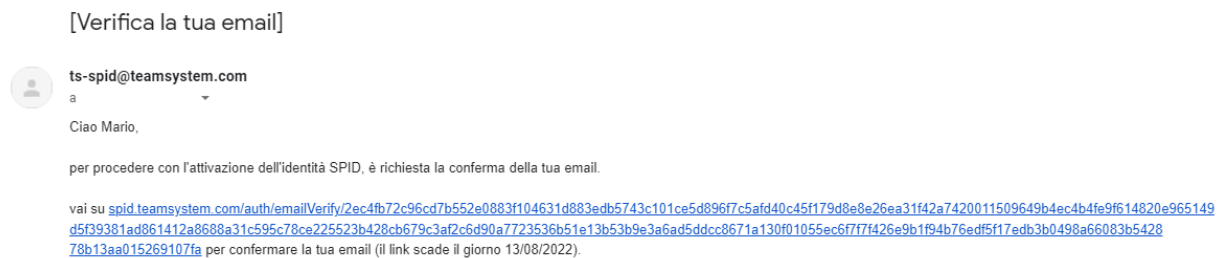 [Verifica la tua email]
ts-spid@teamsystem.com
a
Ciao Mario,
per procedere con l'attivazione dell'identità SPID, è richiesta la conferma della tua email.
vai su spid.teamsystem.com/auth/emailVerify/2ec4fb72c96cd7b552e0883f104631d883edb5743c101ce5d896f7c5afd40c45f179d8e8e26ea31f42a7420011509649b4ec4b4fe9f614820e965149
d5f39381ad861412a8688a31c595c78ce225523b428cb679c3af2c6d90a7723536b51e13b53b9e3a6ad5ddcc8671a130f01055ec6f7f7f426e9b1f94b76edf5f17edb3b0498a66083b5428
78b13aa015269107fa per confermare la tua email (il link scade il giorno 13/08/2022).